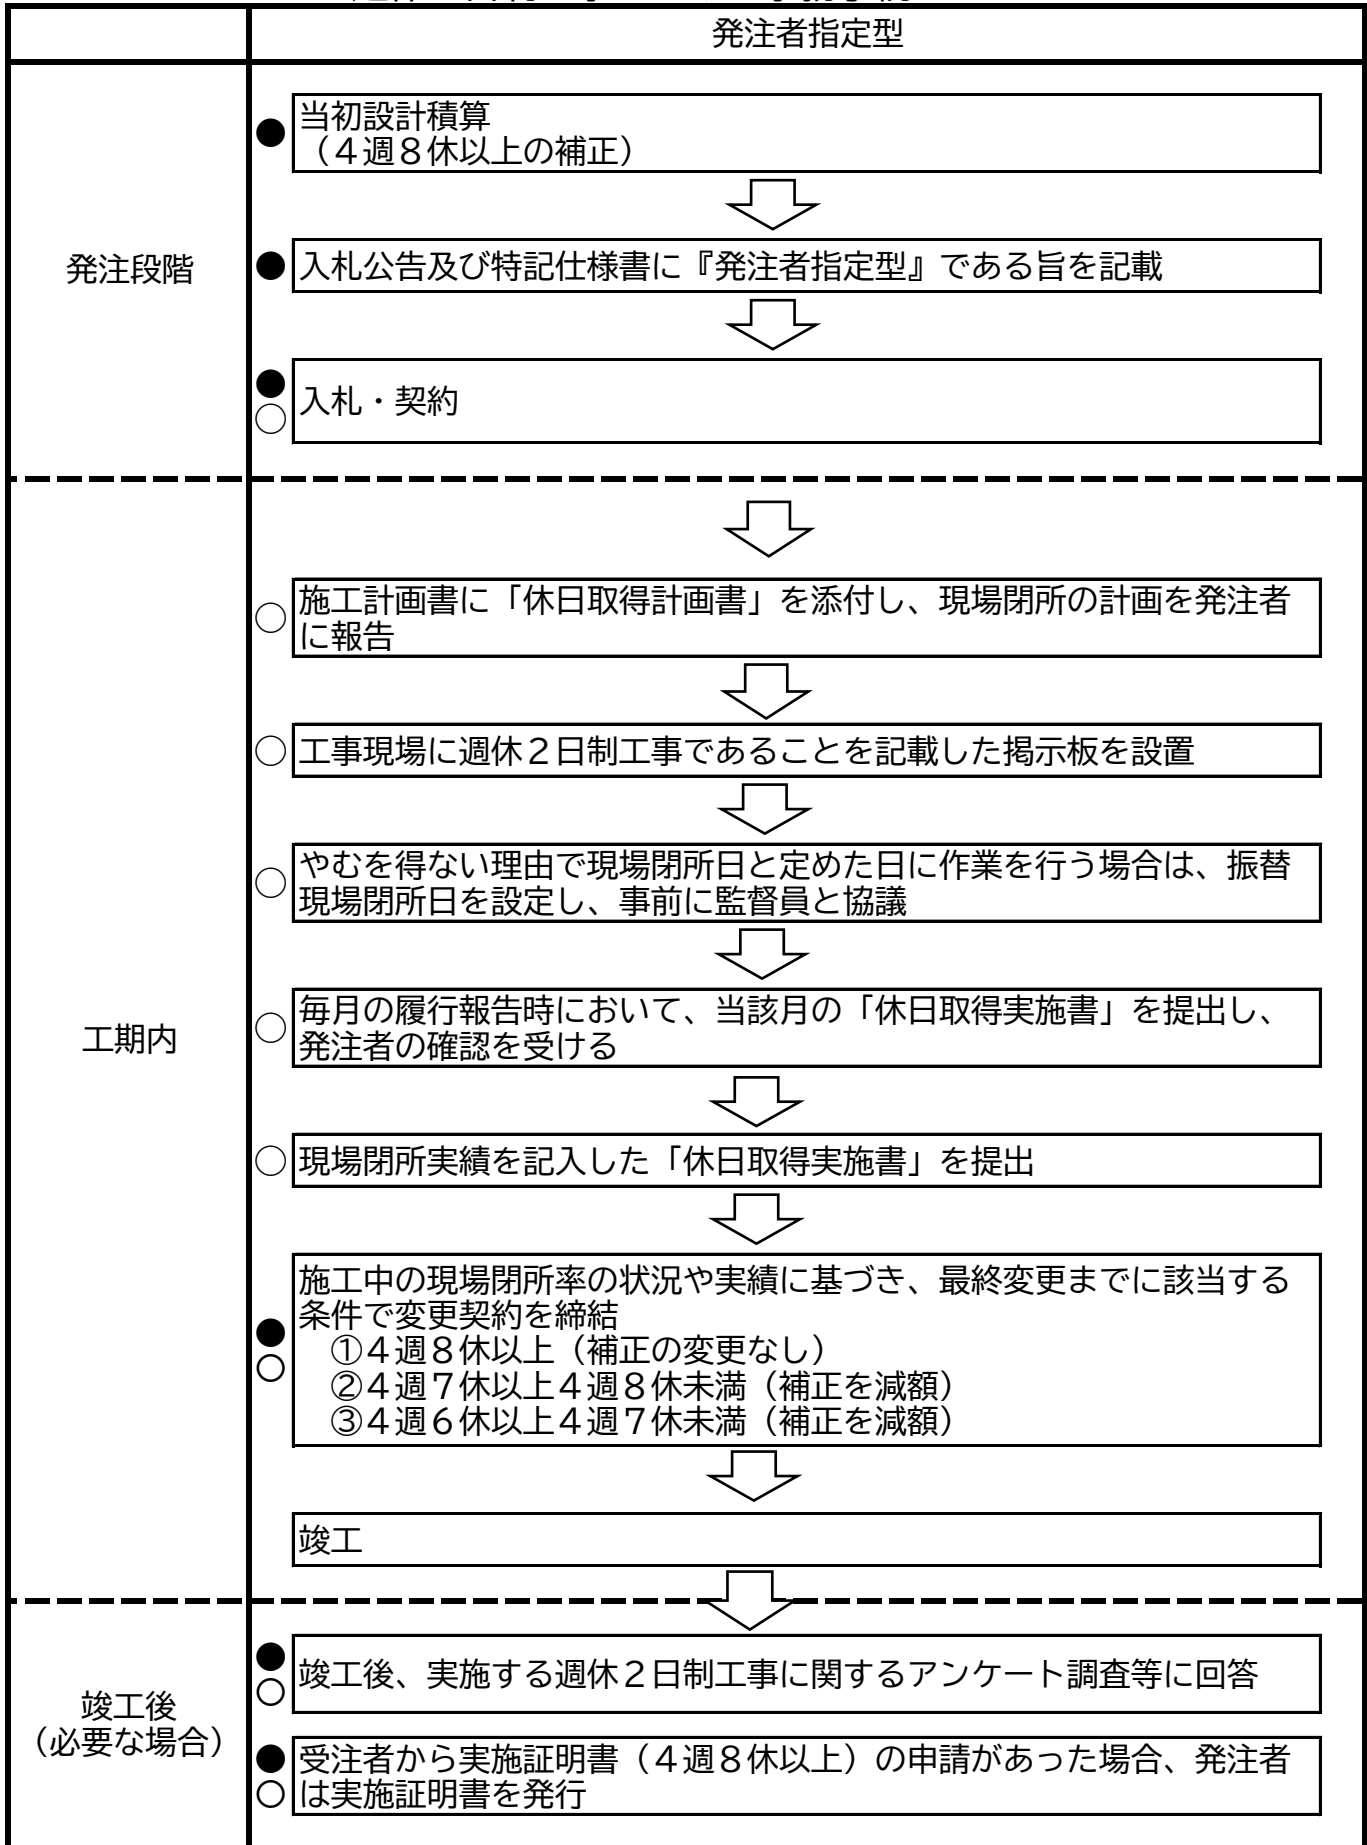 発注者指定型
当初設計積算
（４週８休以上の補正）
発注段階
● 入札公告及び特記仕様書に『発注者指定型』である旨を記載
入札・契約
施工計画書に「休日取得計画書」を添付し、現場閉所の計画を発注者
に報告
工事現場に週休２日制工事であることを記載した掲示板を設置
やむを得ない理由で現場閉所日と定めた日に作業を行う場合は、振替
現場閉所日を設定し、事前に監督員と協議
工期内
毎月の履行報告時において、当該月の「休日取得実施書」を提出し、
発注者の確認を受ける
現場閉所実績を記入した「休日取得実施書」を提出
施工中の現場閉所率の状況や実績に基づき、最終変更までに該当する
条件で変更契約を締結
①４週８休以上（補正の変更なし）
②４週７休以上４週８休未満（補正を減額）
③４週６休以上４週７休未満（補正を減額）
竣工
竣工後
（必要な場合）
竣工後、実施する週休２日制工事に関するアンケート調査等に回答
受注者から実施証明書（４週８休以上）の申請があった場合、発注者
は実施証明書を発行